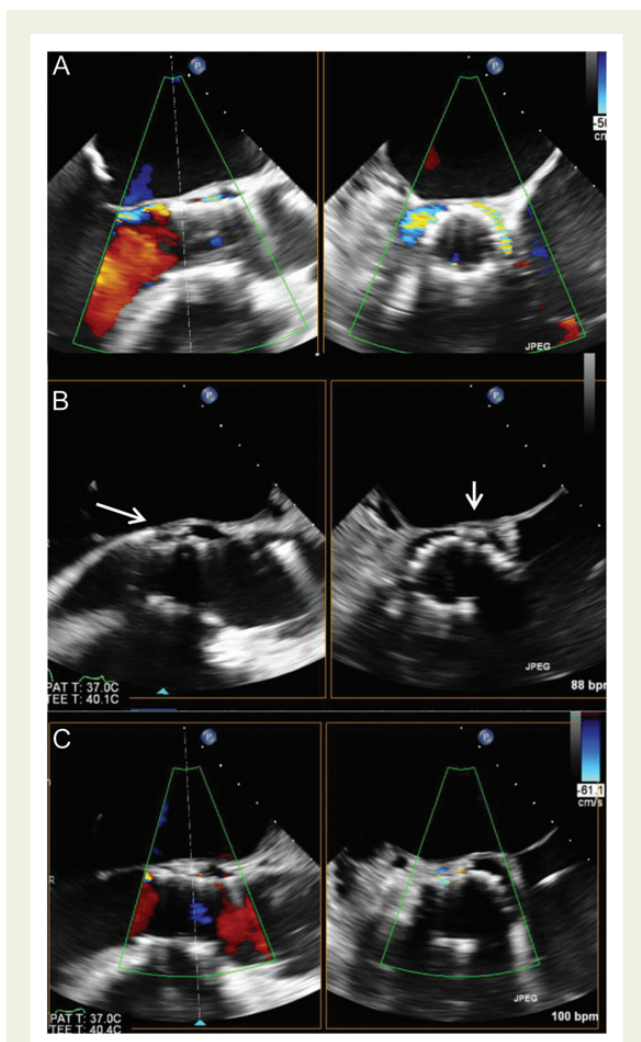 A
-56
cm
JPEG
B
PAT T: 37.0C
TEE T: 40.1C
JPEG
88 bpm
C
-61.1
cm/s
PAT T: 37.0C
TEE T: 40.4C
JPEG
100 bpm